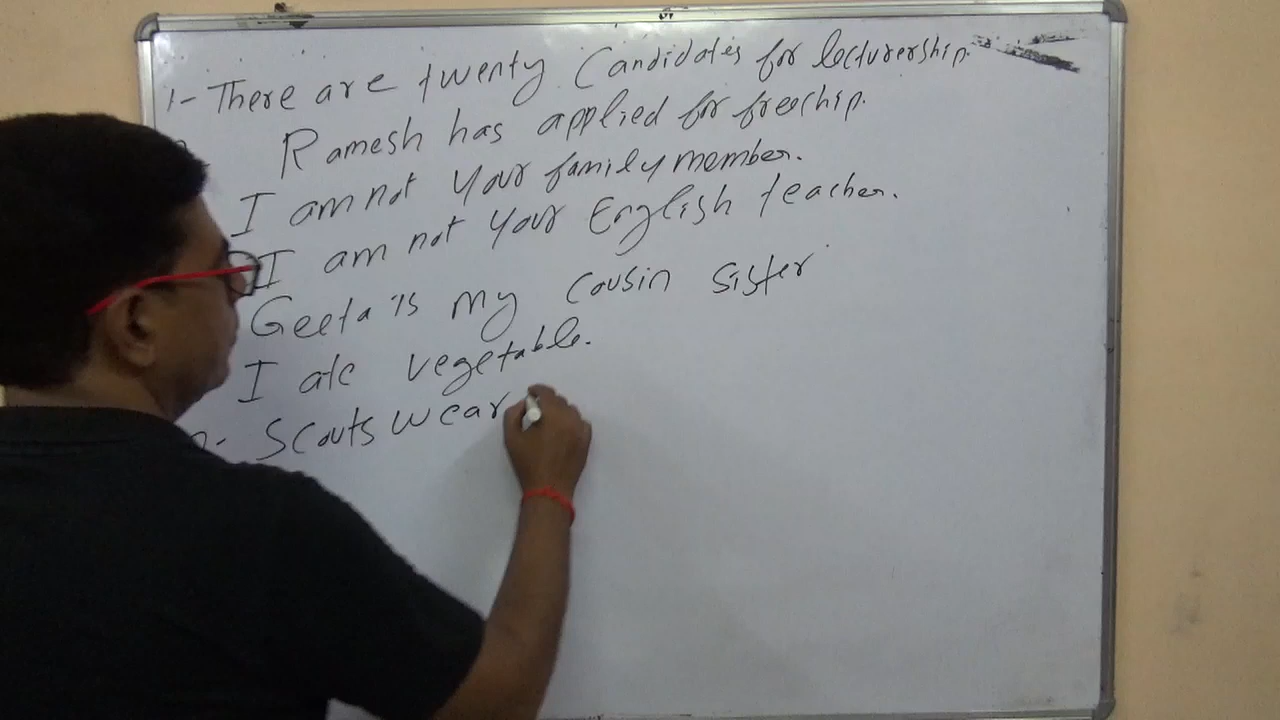 1- There are twenty Candidates for lecturership.
Ramesh has applied for freeship.
I am not your family member.
I am not your English teacher.
Geeta is my cousin sister
I ate vegetable.
Scouts wear